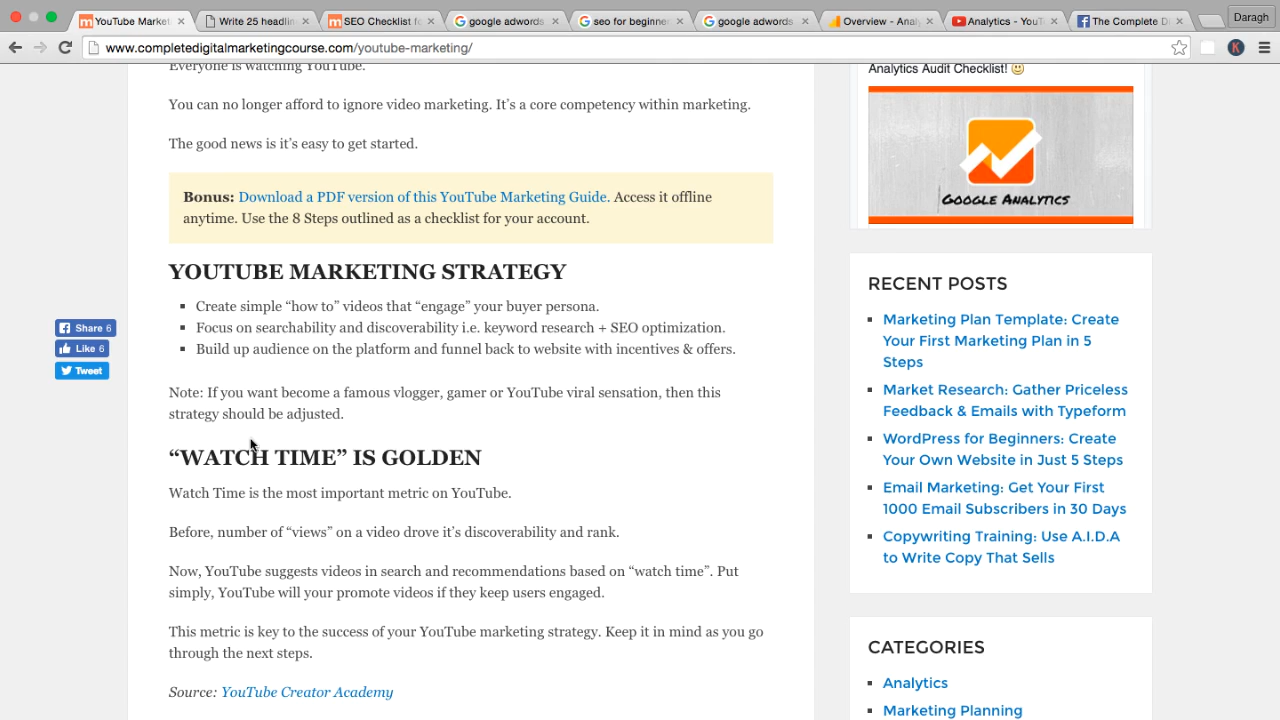 YouTube Market
Write 25 headlin
SEO Checklist fo
google adwords
seo for beginner
google adword
Overview - Analy
Analytics - YouT
The Complete Di
Daragh
www.completedigitalmarketingcourse.com/youtube-marketing/
Everyone is watching YouTube.
You can no longer afford to ignore video marketing. It's a core competency within marketing.
The good news is it's easy to get started.
Bonus: Download a PDF version of this YouTube Marketing Guide. Access it offline
anytime. Use the 8 Steps outlined as a checklist for your account.
YOUTUBE MARKETING STRATEGY
Create simple “how to” videos that “engage” your buyer persona.
Focus on searchability and discoverability i.e. keyword research + SEO optimization.
Build up audience on the platform and funnel back to website with incentives & offers.
Share 6
Like 6
Tweet
Note: If you want become a famous vlogger, gamer or YouTube viral sensation, then this
strategy should be adjusted.
“WATCH TIME” IS GOLDEN
Watch Time is the most important metric on YouTube.
Before, number of “views” on a video drove it's discoverability and rank.
Now, YouTube suggests videos in search and recommendations based on “watch time”. Put
simply, YouTube will your promote videos if they keep users engaged.
This metric is key to the success of your YouTube marketing strategy. Keep it in mind as you go
through the next steps.
Source: YouTube Creator Academy
Analytics Audit Checklist!
GOOGLE ANALYTICS
RECENT POSTS
Marketing Plan Template: Create
Your First Marketing Plan in 5
Steps
Market Research: Gather Priceless
Feedback & Emails with Typeform
WordPress for Beginners: Create
Your Own Website in Just 5 Steps
Email Marketing: Get Your First
1000 Email Subscribers in 30 Days
Copywriting Training: Use A.I.D.A
to Write Copy That Sells
CATEGORIES
Analytics
Marketing Planning